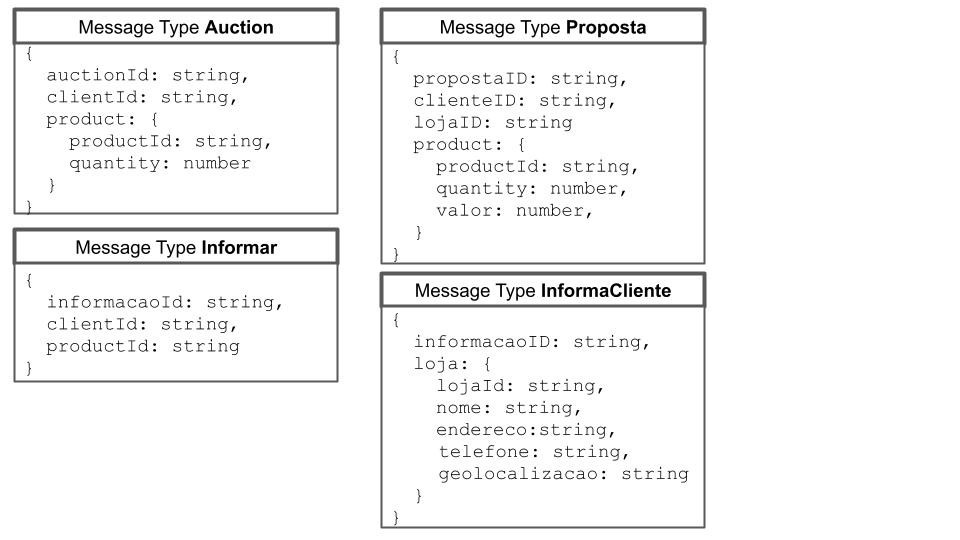 Message Type Auction
{
auctionId: string,
clientId: string,
product: {
productId: string,
quantity: number
}
}
Message Type Informar
{
informacaoId: string,
clientId: string,
productId: string
}
Message Type Proposta
{
propostaID: string,
clienteID: string,
lojaID: string
product: {
productId: string,
quantity: number,
valor: number,
}
}
Message Type InformaCliente
{
informacaoID: string,
loja: {
lojaId: string,
nome: string,
endereco:string,
telefone: string,
geolocalizacao: string
}
}